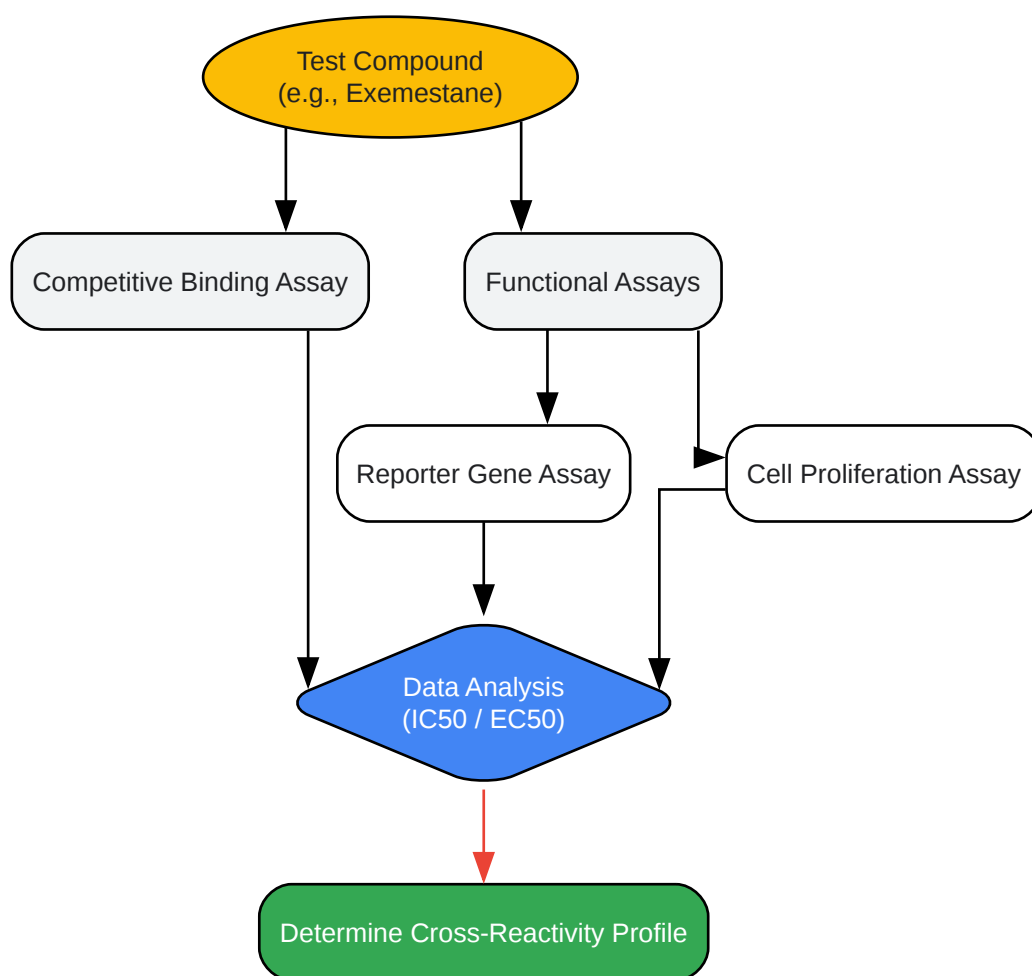 Test Compound
(e.g., Exemestane)
Competitive Binding Assay
Functional Assays
Reporter Gene Assay
Cell Proliferation Assay
Data Analysis
(IC50 / EC50)
Determine Cross-Reactivity Profile